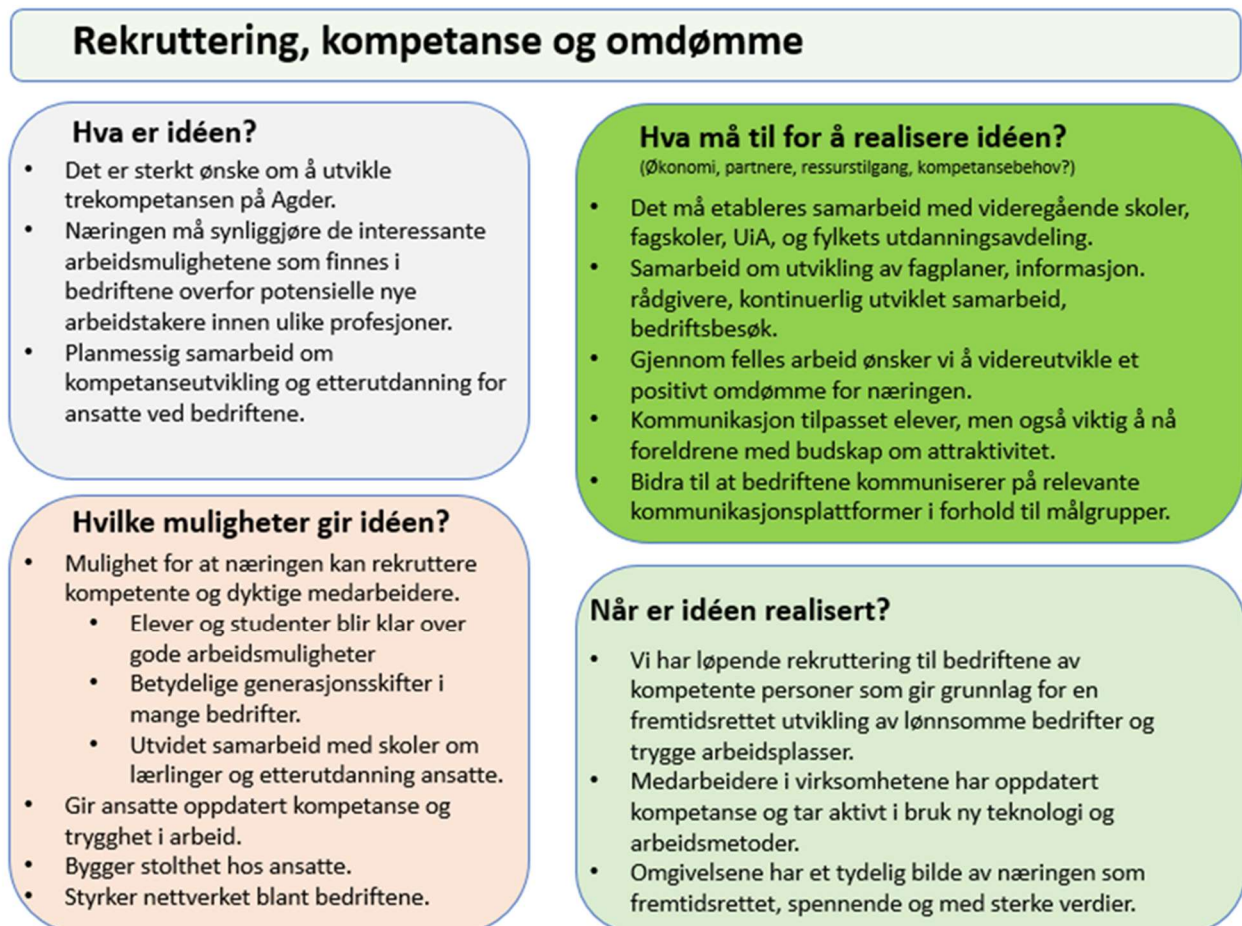 Rekruttering, kompetanse og omdømme
Hva er idéen?
• Det er sterkt ønske om å utvikle
trekompetansen på Agder.
• Næringen må synliggjøre de interessante
arbeidsmulighetene som finnes i
bedriftene overfor potensielle nye
arbeidstakere innen ulike profesjoner.
• Planmessig samarbeid om
kompetanseutvikling og etterutdanning for
ansatte ved bedriftene.
Hvilke muligheter gir idéen?
• Mulighet for at næringen kan rekruttere
kompetente og dyktige medarbeidere.
• Elever og studenter blir klar over
gode arbeidsmuligheter
• Betydelige generasjonsskifter i
mange bedrifter.
• Utvidet samarbeid med skoler om
lærlinger og etterutdanning ansatte.
• Gir ansatte oppdatert kompetanse og
trygghet i arbeid.
• Bygger stolthet hos ansatte.
• Styrker nettverket blant bedriftene.
Hva må til for å realisere idéen?
(Økonomi, partnere, ressurstilgang, kompetansebehov?)
• Det må etableres samarbeid med videregående skoler,
fagskoler, UiA, og fylkets utdanningsavdeling.
• Samarbeid om utvikling av fagplaner, informasjon.
rådgivere, kontinuerlig utviklet samarbeid,
bedriftsbesøk.
• Gjennom felles arbeid ønsker vi å videreutvikle et
positivt omdømme for næringen.
• Kommunikasjon tilpasset elever, men også viktig å nå
foreldrene med budskap om attraktivitet.
• Bidra til at bedriftene kommuniserer på relevante
kommunikasjonsplattformer i forhold til målgrupper.
Når er idéen realisert?
• Vi har løpende rekruttering til bedriftene av
kompetente personer som gir grunnlag for en
fremtidsrettet utvikling av lønnsomme bedrifter og
trygge arbeidsplasser.
• Medarbeidere i virksomhetene har oppdatert
kompetanse og tar aktivt i bruk ny teknologi og
arbeidsmetoder.
• Omgivelsene har et tydelig bilde av næringen som
fremtidsrettet, spennende og med sterke verdier.